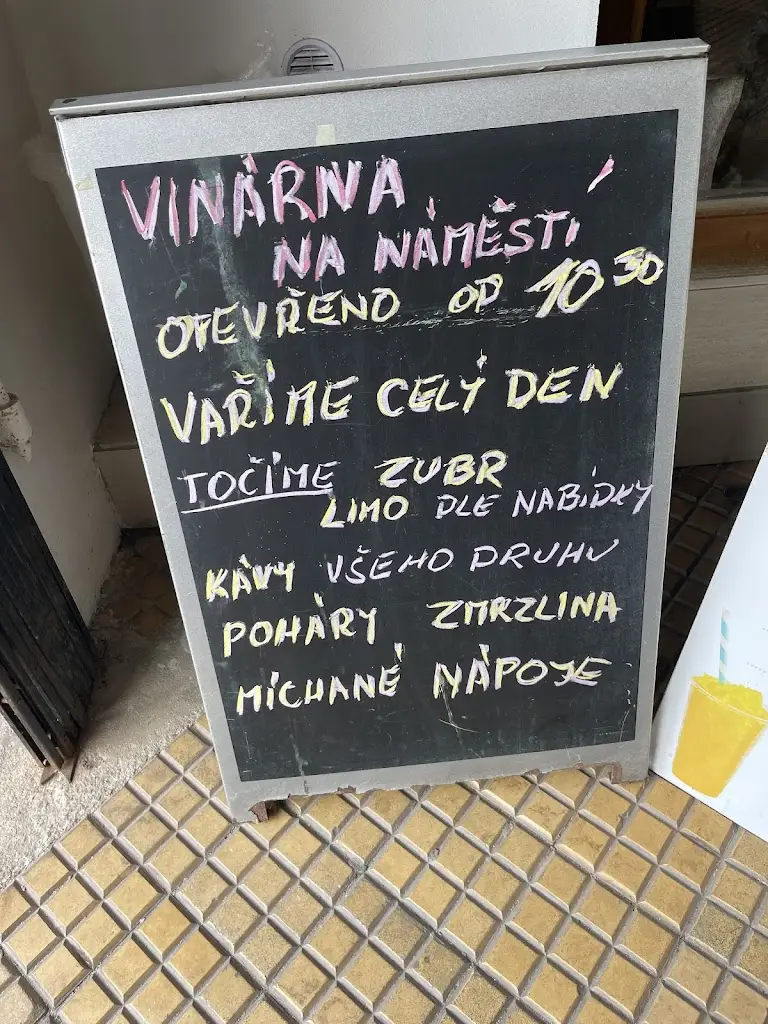 VINÁRNA
NA NÁMĚSTÍ
OTEVŘENO OD 10 30
VAŘÍME CELÝ DEN
TOČÍME ZUBR
LIMO DLE NABÍDKY
KÁVY VŠEHO DRUHU
POHÁRY ZMRZLINA
MÍCHANÉ NÁPOJE